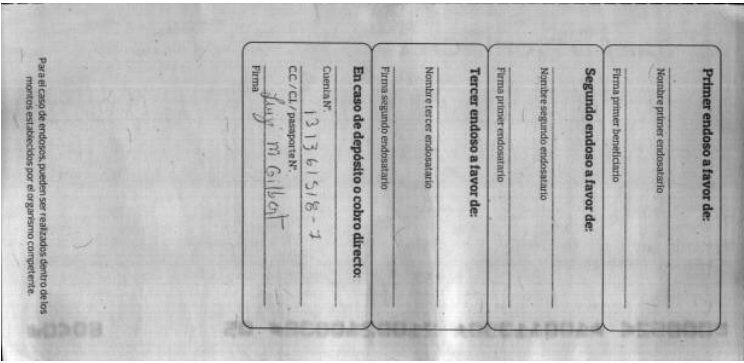 Primer endoso a favor de:
Nombre primer endosatario
Firma primer beneficiario
Segundo endoso a favor de:
Nombre segundo endosatario
Firma primer endosatario
Tercer endoso a favor de:
Nombre tercer endosatario
Firma segundo endosatario
En caso de depósito o cobro directo:
Cuenta N°.
131361518-1
CC/CI/pasaporte N°.
M Gilbert
Firma
Para el caso de endosos, pueden ser realizados dentro de los
montos establecidos por el organismo competente.